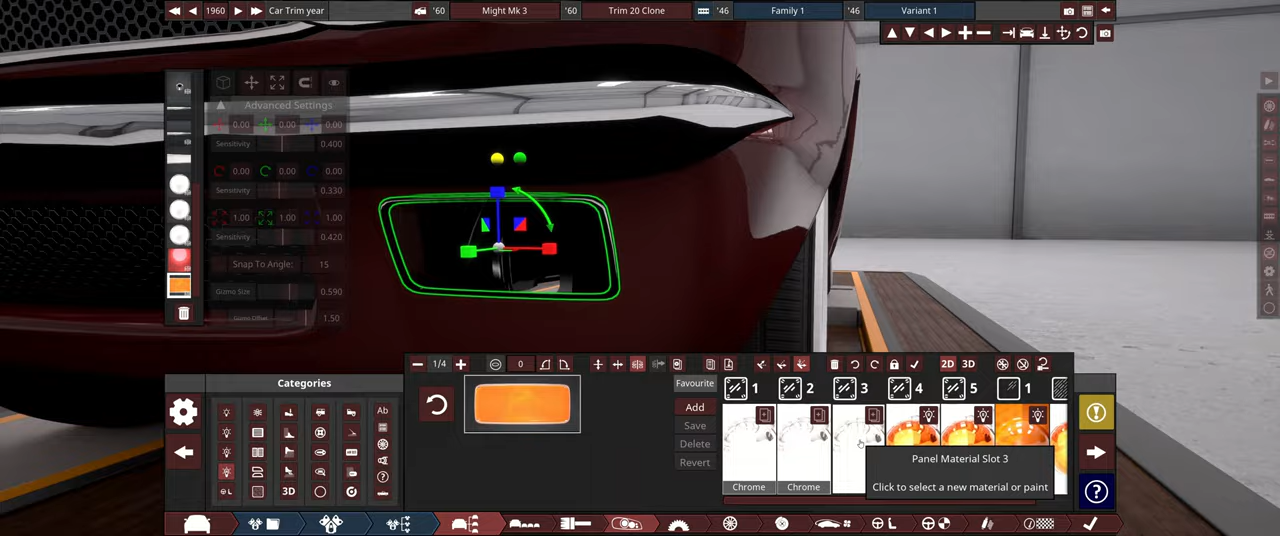 1960 Car Trim year '60 Might Mk 3 '60 Trim 20 Clone '46 Family 1 '46 Variant 1
Advanced Settings
0.00 0.00 0.00
Sensitivity 0.400
0.00 0.00 0.00
Sensitivity 0.330
1.00 1.00 1.00
Sensitivity 0.420
Snap To Angle: 15
Gizmo Size 0.590
Gizmo Offset 1.50
1/4 0 2D 3D
Categories
Favourite
Add
Save
Delete
Revert
1 2 3 4 5 1
Ab
L
3D
Chrome Chrome
Panel Material Slot 3
Click to select a new material or paint